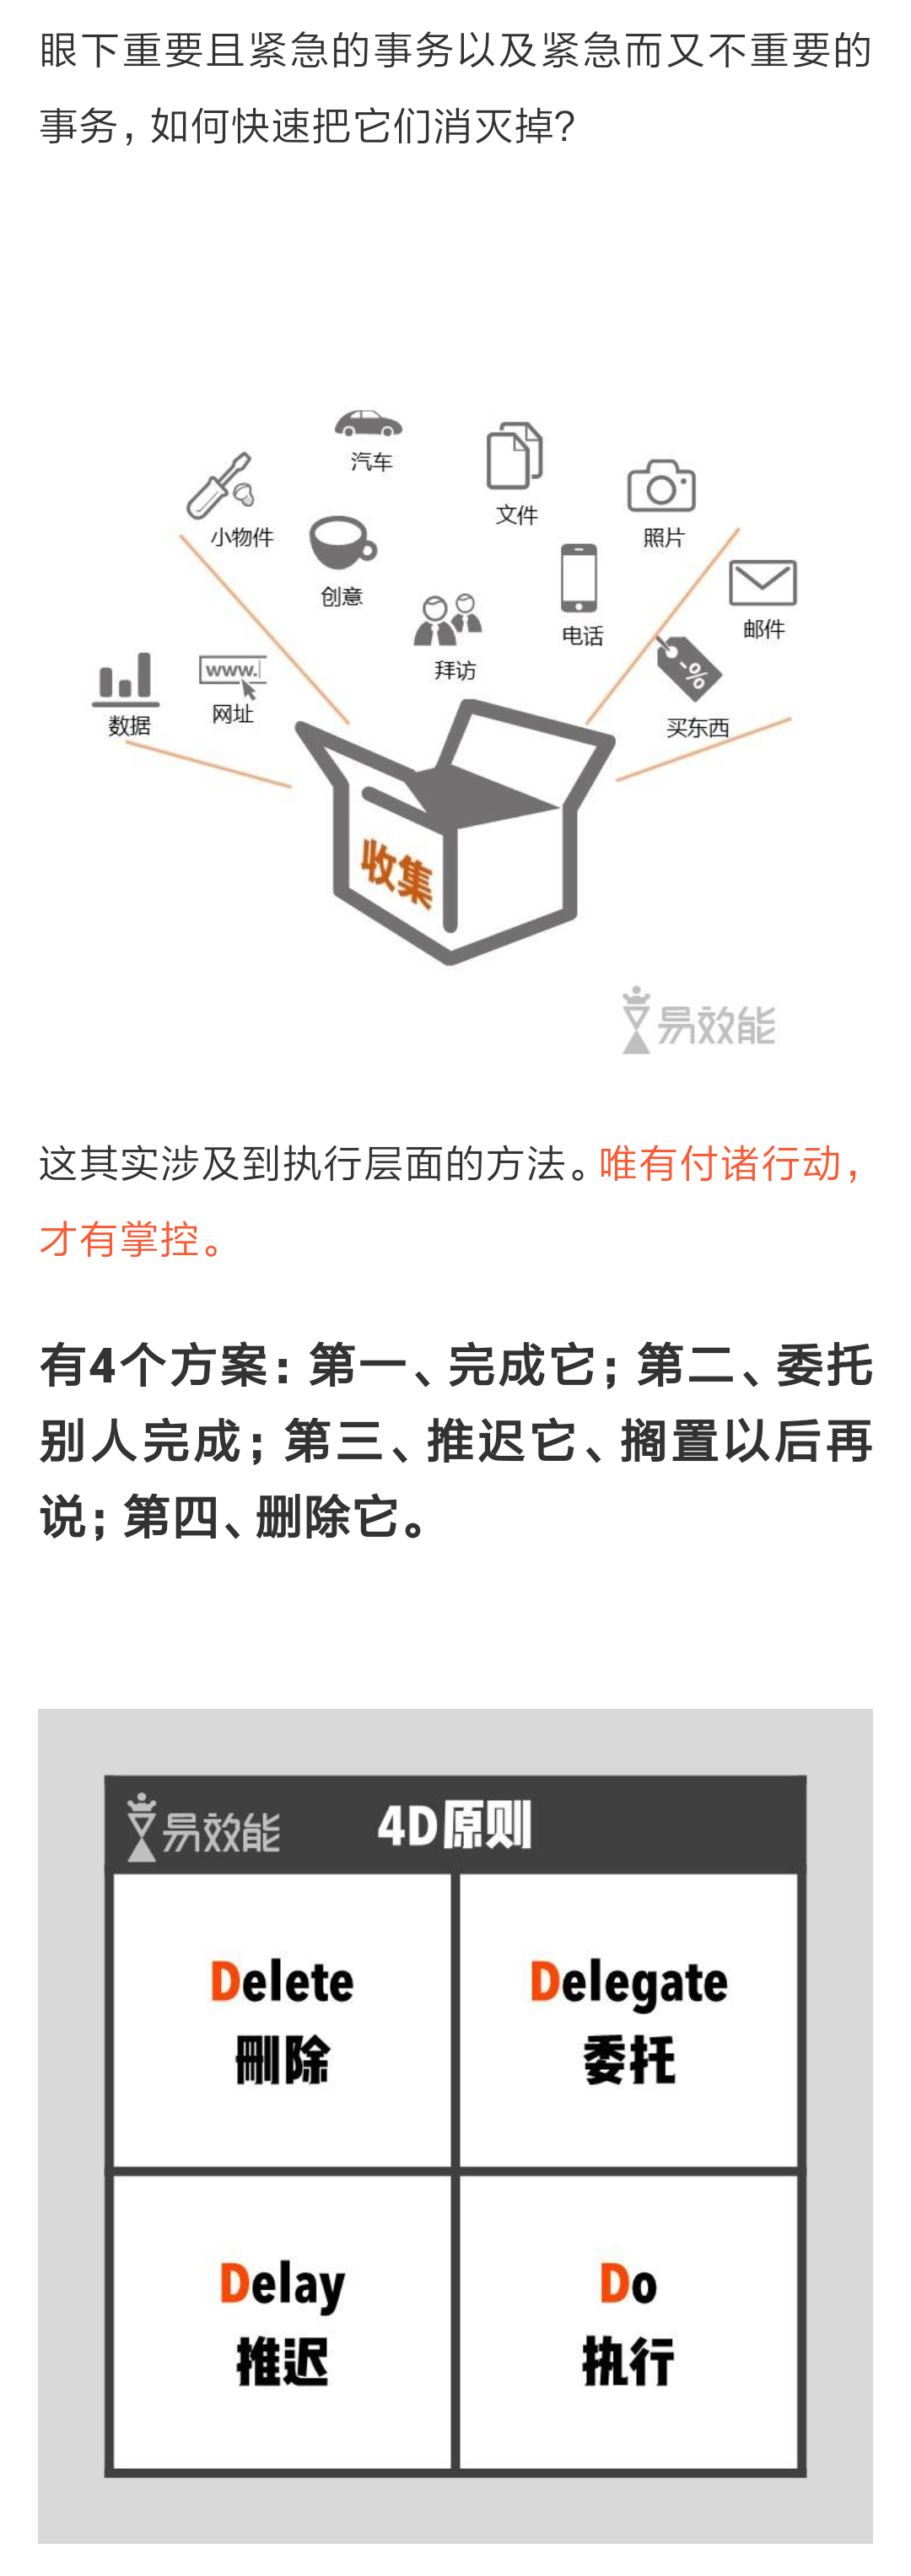 眼下重要且紧急的事务以及紧急而又不重要的
事务，如何快速把它们消灭掉？
汽车
文件
小物件
照片
创意
电话
邮件
拜访
www.
网址
数据
买东西
-%
收集
易效能
这其实涉及到执行层面的方法。唯有付诸行动，
才有掌控。
有4个方案：第一、完成它；第二、委托
别人完成；第三、推迟它、搁置以后再
说；第四、删除它。
易效能 4D原则
Delete
删除
Delegate
委托
Delay
推迟
Do
执行